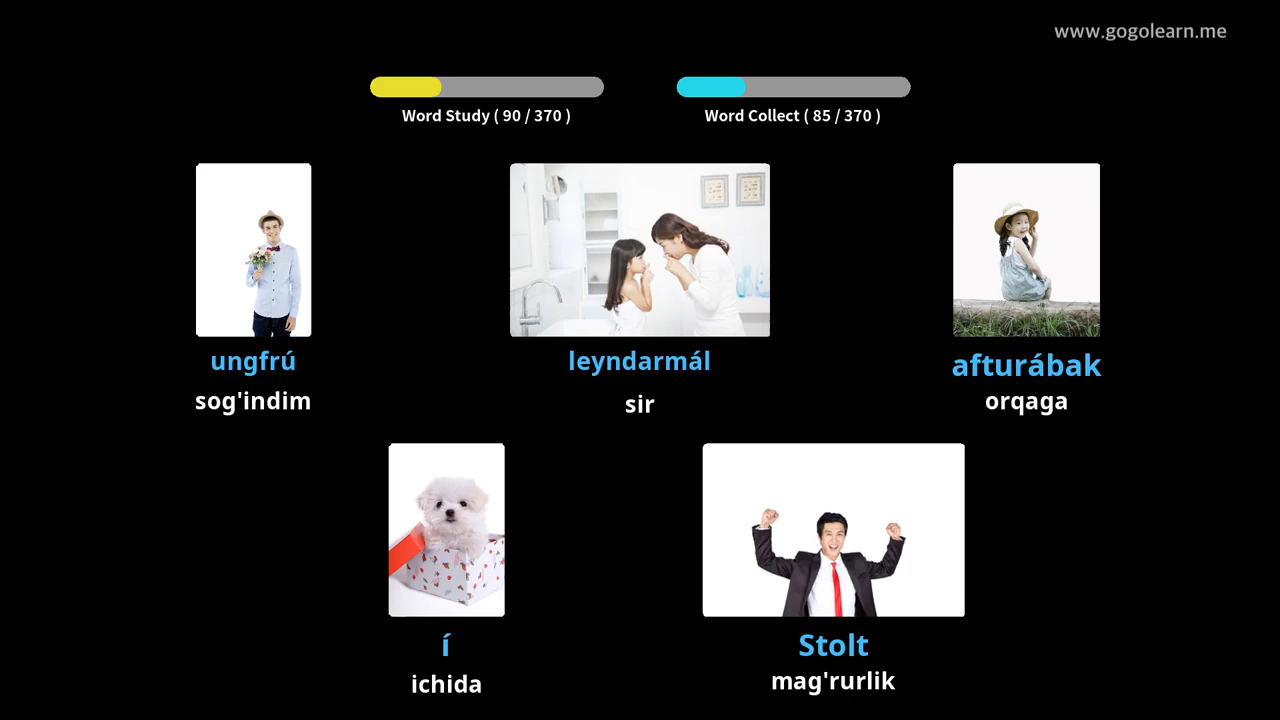 www.gogolearn.me
Word Study ( 90 / 370 )
Word Collect ( 85 / 370 )
ungfrú
sog'indim
leyndarmál
sir
afturábak
orqaga
í
ichida
Stolt
mag'rurlik